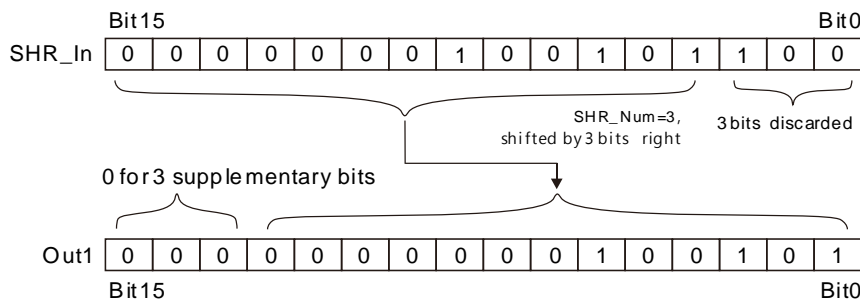 Bit15 Bit0
SHR_In 0 0 0 0 0 0 0 1 0 0 1 0 1 1 0 0
SHR_Num=3,
shifted by 3 bits right
3 bits discarded
0 for 3 supplementary bits
Out1 0 0 0 0 0 0 0 0 0 0 1 0 0 1 0 1
Bit15 Bit0